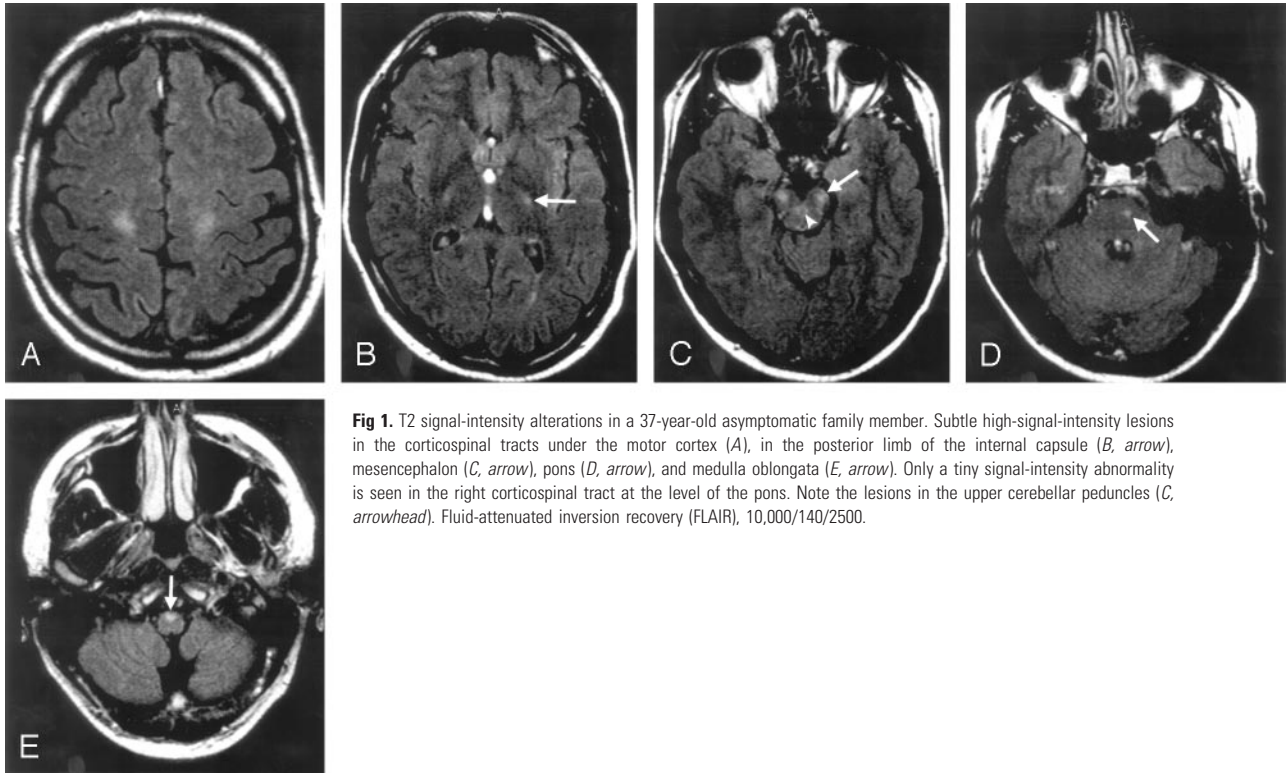 A
B
C
D
E
Fig 1. T2 signal-intensity alterations in a 37-year-old asymptomatic family member. Subtle high-signal-intensity lesions
in the corticospinal tracts under the motor cortex (A), in the posterior limb of the internal capsule (B, arrow),
mesencephalon (C, arrow), pons (D, arrow), and medulla oblongata (E, arrow). Only a tiny signal-intensity abnormality
is seen in the right corticospinal tract at the level of the pons. Note the lesions in the upper cerebellar peduncles (C,
arrowhead). Fluid-attenuated inversion recovery (FLAIR), 10,000/140/2500.